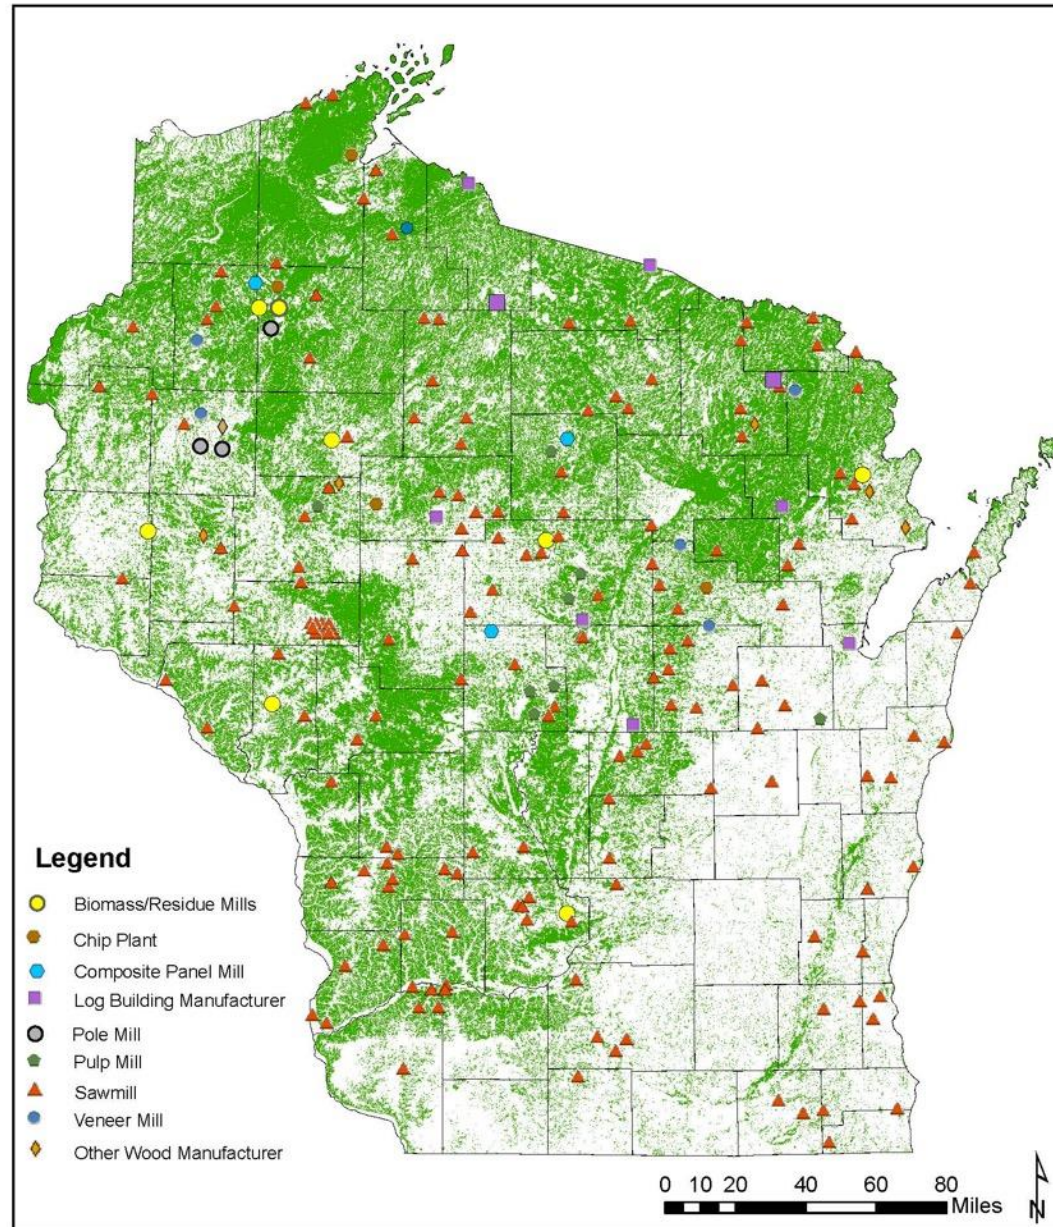 Legend
Biomass/Residue Mills
Chip Plant
Composite Panel Mill
Log Building Manufacturer
Pole Mill
Pulp Mill
Sawmill
Veneer Mill
Other Wood Manufacturer
0 10 20 40 60 80
Miles
N